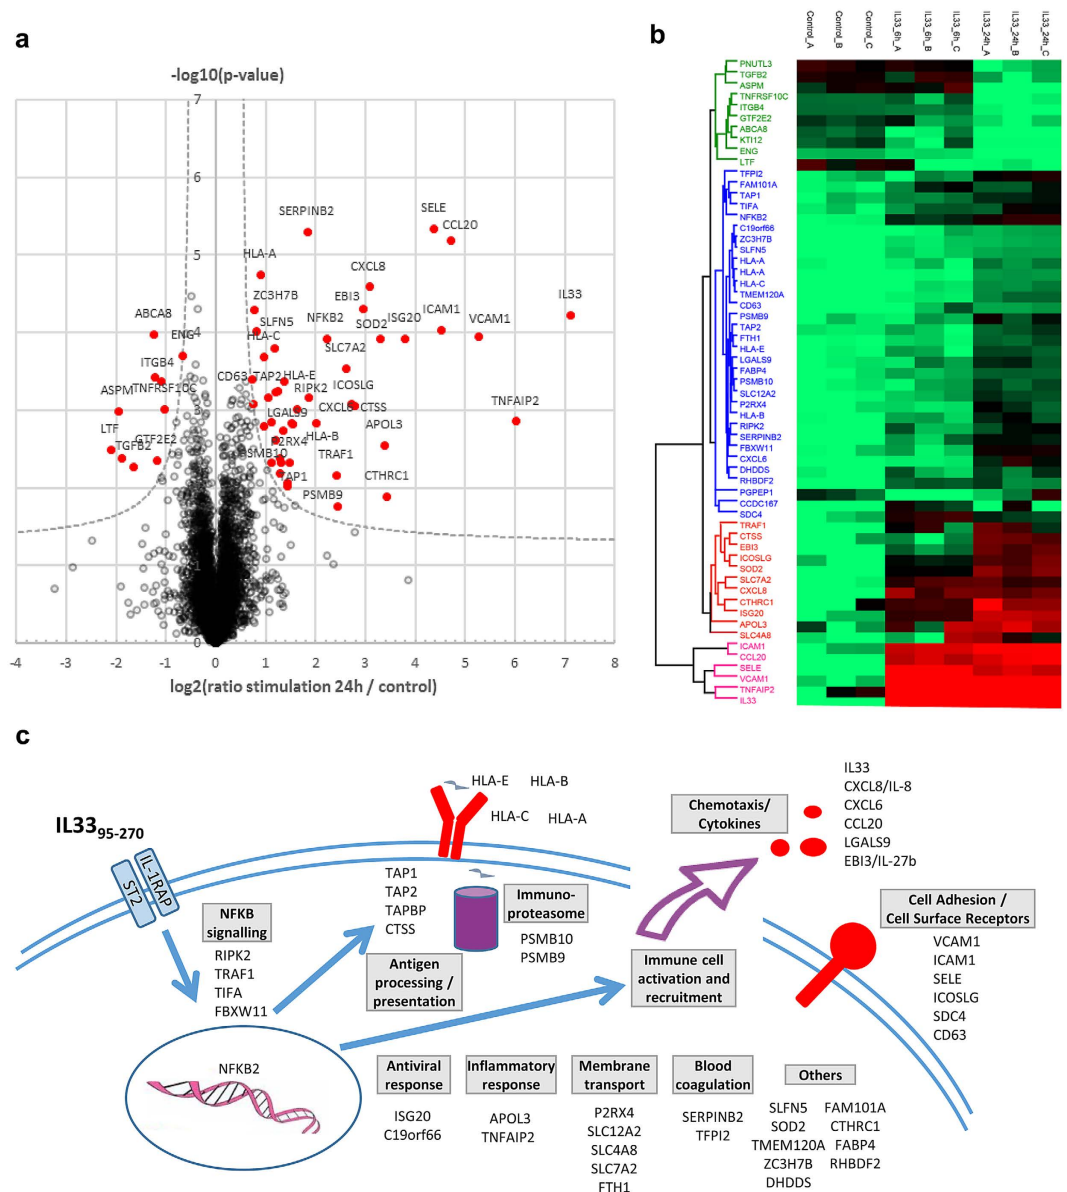 a
-log10(p-value)
7
6
5
4
3
2
1
0
SERPINB2
SELE
CCL20
HLA-A
CXCL8
ZC3H7B
EBI3
IL33
ABCA8
ENG
SLFN5
NFKB2
SOD2
ISG20
ICAM1
VCAM1
HLA-C
SLC7A2
ITGB4
CD63
TAP2
HLA-E
ASPM
TNFRSF10C
RIPK2
ICOSLG
TNFAIP2
CXCL6
CTSS
LTF
LGALS9
APOL3
TGFB2
GTF2E2
P2RX4
HLA-B
PSMB10
TRAF1
TAP1
CTHRC1
PSMB9
-4 -3 -2 -1 0 1 2 3 4 5 6 7 8
log2(ratio stimulation 24h / control)
b
Control_A
Control_B
Control_C
IL33_6h_A
IL33_6h_B
IL33_6h_C
IL33_24h_A
IL33_24h_B
IL33_24h_C
PNUTL3
TGFB2
ASPM
TNFRSF10C
ITGB4
GTF2E2
ABCA8
KTI12
ENG
LTF
TFPI2
FAM101A
TAP1
TIFA
NFKB2
C19orf66
ZC3H7B
SLFN5
HLA-A
HLA-A
HLA-C
TMEM120A
CD63
PSMB9
TAP2
FTH1
HLA-E
LGALS9
FABP4
PSMB10
SLC12A2
P2RX4
HLA-B
RIPK2
SERPINB2
FBXW11
CXCL6
DHDDS
RHBDF2
PGPEP1
CCDC167
SDC4
TRAF1
CTSS
EBI3
ICOSLG
SOD2
SLC7A2
CXCL8
CTHRC1
ISG20
APOL3
SLC4A8
ICAM1
CCL20
SELE
VCAM1
TNFAIP2
IL33
c
IL33 95-270
ST2
IL-1RAP
NFKB
signalling
RIPK2
TRAF1
TIFA
FBXW11
NFKB2
HLA-E HLA-B
HLA-C HLA-A
TAP1
TAP2
TAPBP
CTSS
Antigen
processing /
presentation
Immuno-
proteasome
PSMB10
PSMB9
Immune cell
activation and
recruitment
Chemotaxis/
Cytokines
IL33
CXCL8/IL-8
CXCL6
CCL20
LGALS9
EBI3/IL-27b
Cell Adhesion /
Cell Surface Receptors
VCAM1
ICAM1
SELE
ICOSLG
SDC4
CD63
Antiviral
response
ISG20
C19orf66
Inflammatory
response
APOL3
TNFAIP2
Membrane
transport
P2RX4
SLC12A2
SLC4A8
SLC7A2
FTH1
Blood
coagulation
SERPINB2
TFPI2
Others
SLFN5 FAM101A
SOD2 CTHRC1
TMEM120A FABP4
ZC3H7B RHBDF2
DHDDS